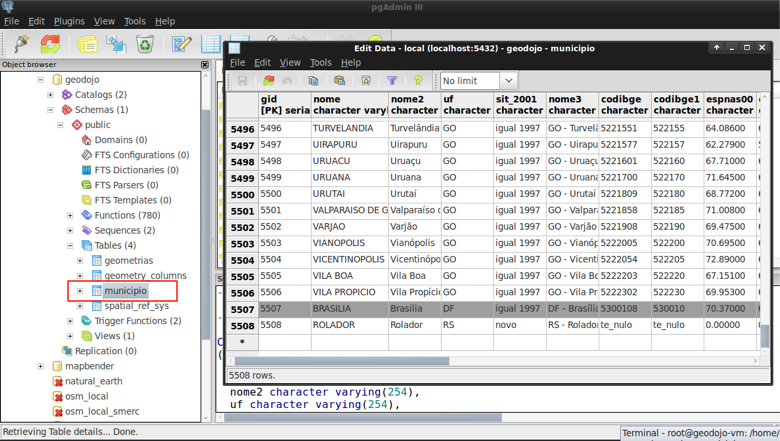 pgAdmin III
File Edit Plugins View Tools Help
Object browser
geodojo
Catalogs (2)
Schemas (1)
public
Domains (0)
FTS Configurations (0)
FTS Dictionaries (0)
FTS Parsers (0)
FTS Templates (0)
Functions (780)
Sequences (2)
Tables (4)
geometrias
geometry_columns
municipio
spatial_ref_sys
Trigger Functions (2)
Views (1)
Replication (0)
mapbender
natural_earth
osm_local
osm_local_smerc
Retrieving Table details... Done.
Edit Data - local (localhost:5432) - geodojo - municipio
File Edit View Tools Help
No limit
gid nome nome2 uf sit_2001 nome3 codibge codibge1 espnas00
[PK] seria character varyi character character character character character character character
5496 5496 TURVELANDIA Turvelândia GO igual 1997 GO - Turvelâ 5221551 522155 64.08600
5497 5497 UIRAPURU Uirapuru GO igual 1997 GO - Uirapu 5221577 522157 62.27900
5498 5498 URUACU Uruaçu GO igual 1997 GO - Uruaçu 5221601 522160 67.71000
5499 5499 URUANA Uruana GO igual 1997 GO - Uruana 5221700 522170 71.64500
5500 5500 URUTAI Urutaí GO igual 1997 GO - Urutaí 5221809 522180 68.77200
5501 5501 VALPARAISO DE G Valparaíso d GO igual 1997 GO - Valpar 5221858 522185 71.00800
5502 5502 VARJAO Varjão GO igual 1997 GO - Varjão 5221908 522190 69.47500
5503 5503 VIANOPOLIS Vianópolis GO igual 1997 GO - Vianóp 5222005 522200 70.69500
5504 5504 VICENTINOPOLIS Vicentinópol GO igual 1997 GO - Vicent 5222054 522205 72.89000
5505 5505 VILA BOA Vila Boa GO igual 1997 GO - Vila Bo 5222203 522220 67.15100
5506 5506 VILA PROPICIO Vila Propício GO igual 1997 GO - Vila Pr 5222302 522230 69.95300
5507 5507 BRASILIA Brasília DF igual 1997 DF - Brasília 5300108 530010 70.37000
5508 5508 ROLADOR Rolador RS novo RS - Rolador te_nulo te_nulo 0.00000
*
5508 rows.
nome2 character varying(254),
uf character varying(254),
Terminal - root@geodojo-vm: /home/